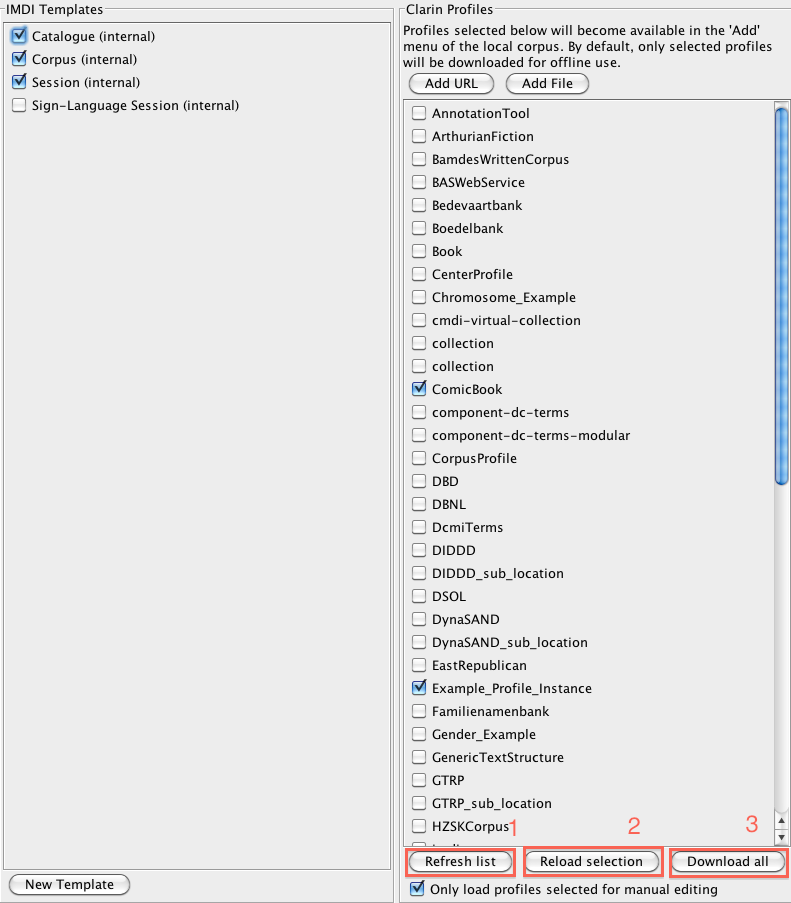 IMDI Templates
Catalogue (internal)
Corpus (internal)
Session (internal)
Sign-Language Session (internal)
New Template
Clarin Profiles
Profiles selected below will become available in the 'Add'
menu of the local corpus. By default, only selected profiles
will be downloaded for offline use.
Add URL Add File
AnnotationTool
ArthurianFiction
BamdesWrittenCorpus
BASWebService
Bedevaartbank
Boedelbank
Book
CenterProfile
Chromosome_Example
cmdi-virtual-collection
collection
collection
ComicBook
component-dc-terms
component-dc-terms-modular
CorpusProfile
DBD
DBNL
DcmiTerms
DIDDD
DIDDD_sub_location
DSOL
DynaSAND
DynaSAND_sub_location
EastRepublican
Example_Profile_Instance
Familienamenbank
Gender_Example
GenericTextStructure
GTRP
GTRP_sub_location
HZSKCorpus
1 2 3
Refresh list Reload selection Download all
Only load profiles selected for manual editing